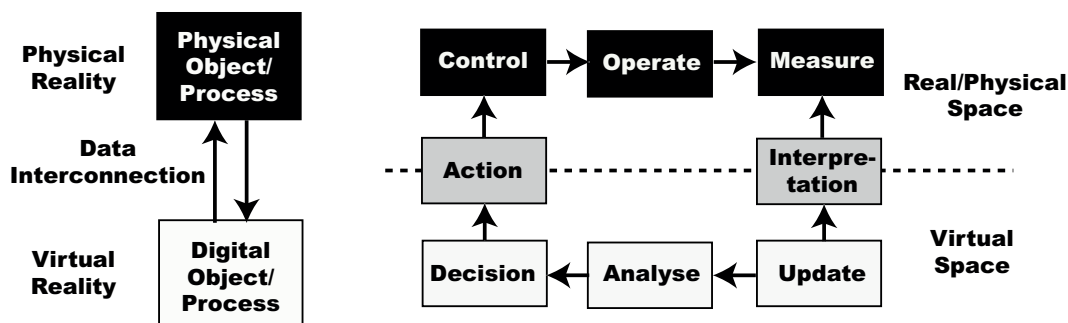 Physical
Reality
Physical
Object/
Process
Data
Interconnection
Virtual
Reality
Digital
Object/
Process
Control
Operate
Measure
Real/Physical
Space
Action
Interpre-
tation
Decision
Analyse
Update
Virtual
Space